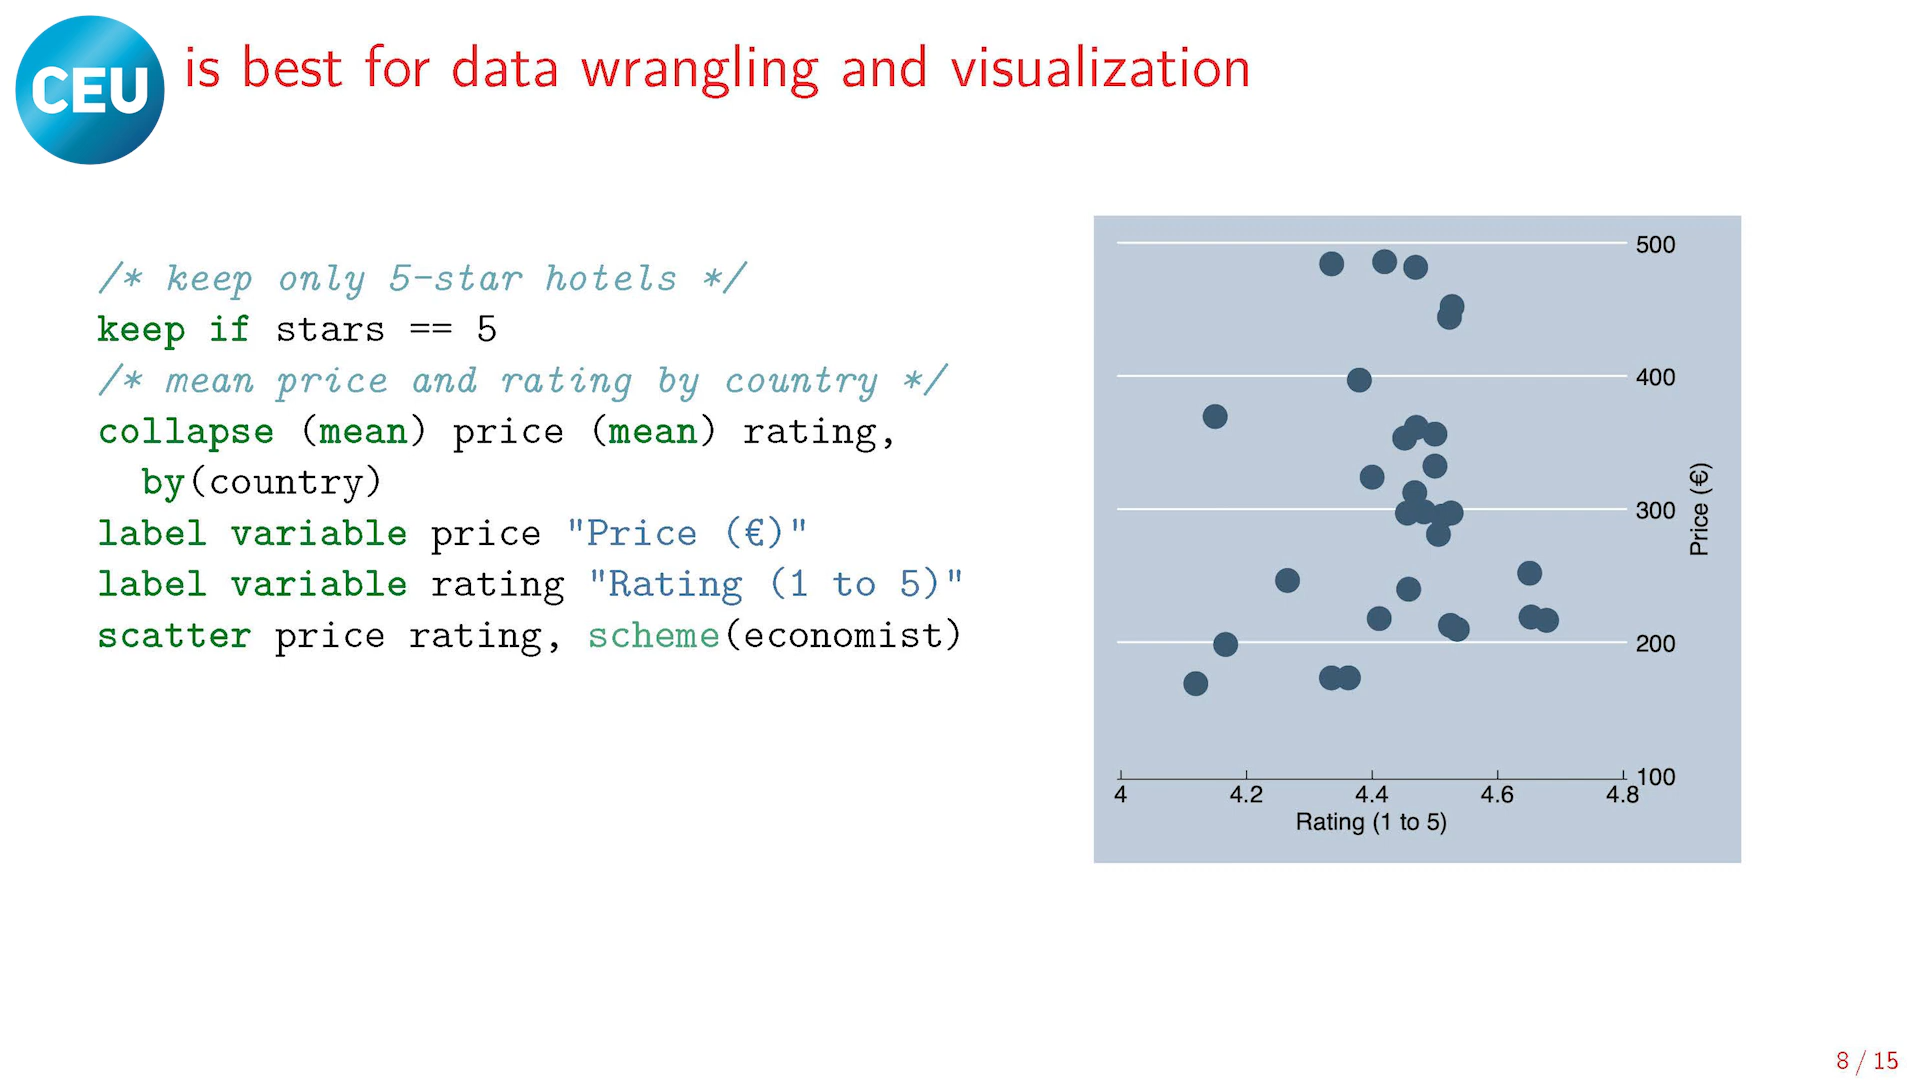 CEU
is best for data wrangling and visualization
/* keep only 5-star hotels */
keep if stars == 5
/* mean price and rating by country */
collapse (mean) price (mean) rating,
by(country)
label variable price "Price (€)"
label variable rating "Rating (1 to 5)"
scatter price rating, scheme(economist)
500
400
300
200
100
Price (€)
4 4.2 4.4 4.6 4.8
Rating (1 to 5)
8 / 15